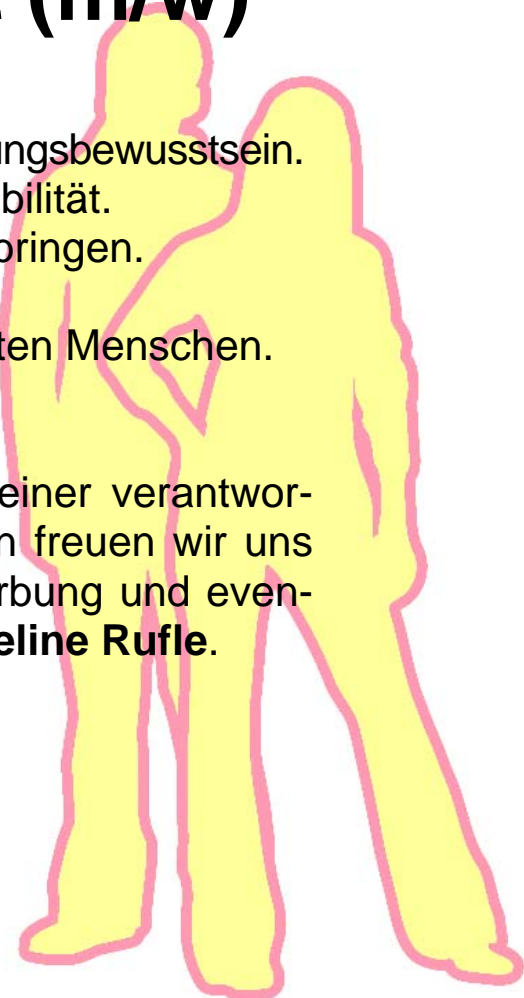 (m/w)
ungsbewusstsein.
bilität.
bringen.
ten Menschen.
einer verantwor-
n freuen wir uns
rbung und even-
eline Rufle.